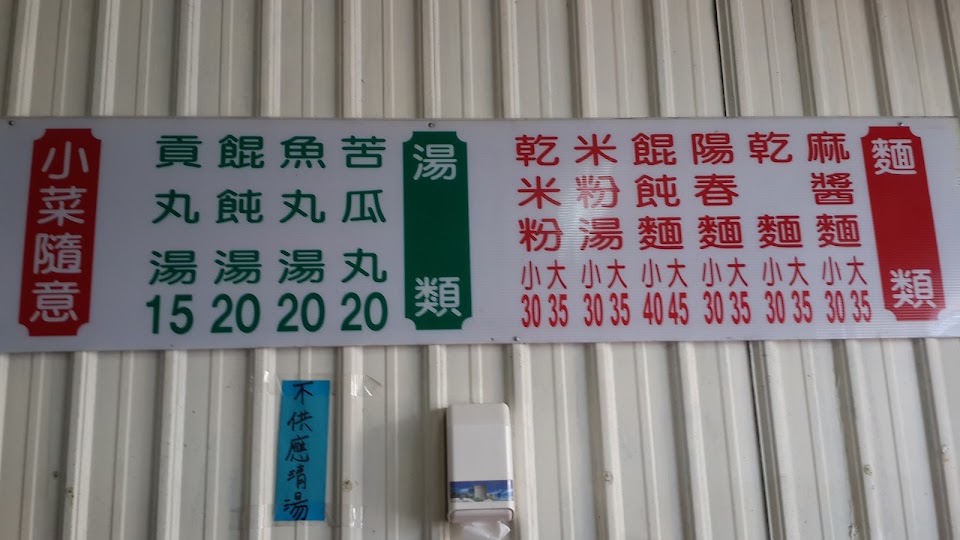 麵類
麻醬麵 小30 大35
乾麵 小30 大35
陽春麵 小30 大35
餛飩麵 小40 大45
米粉湯 小30 大35
乾米粉 小30 大35
湯類
苦瓜丸 20
魚丸湯 20
餛飩湯 20
貢丸湯 15
小菜隨意
不供應清湯